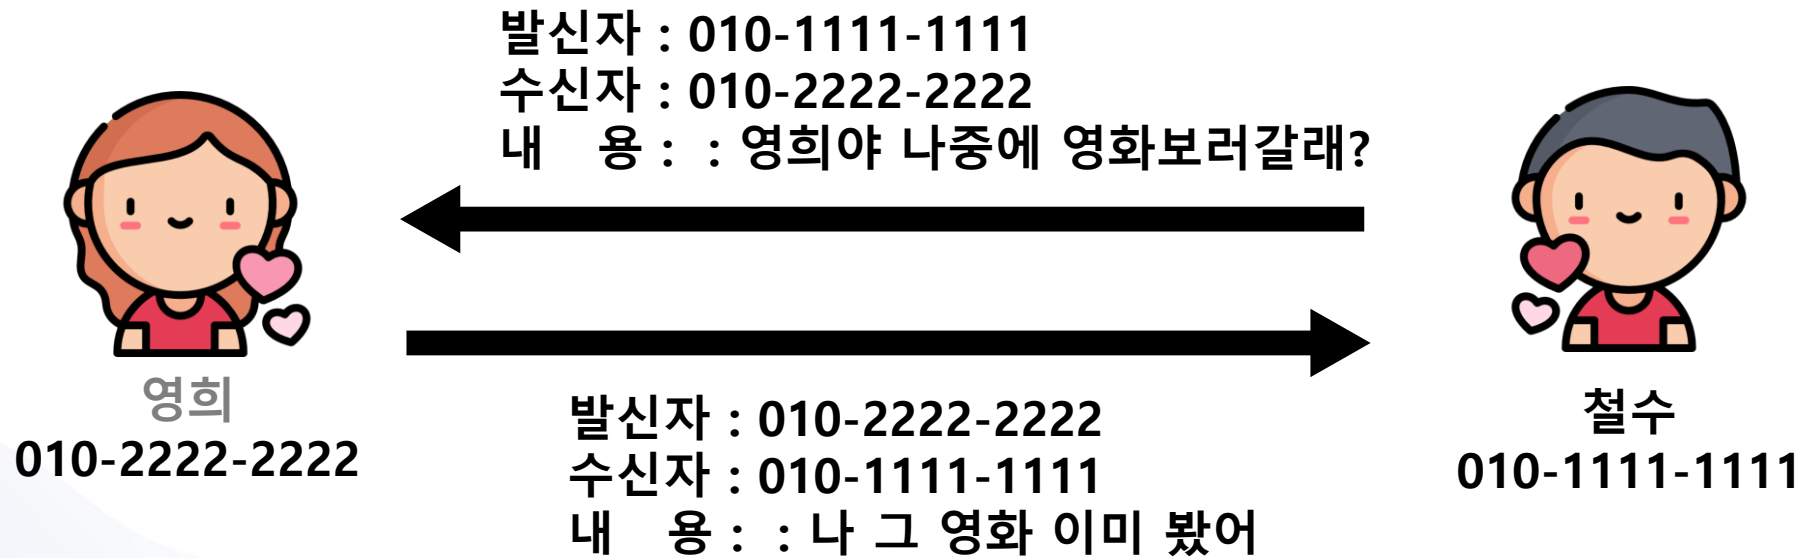 발신자 : 010-1111-1111
수신자 : 010-2222-2222
내 용 : : 영희야 나중에 영화보러갈래?
영희
010-2222-2222
철수
010-1111-1111
발신자 : 010-2222-2222
수신자 : 010-1111-1111
내 용 : : 나 그 영화 이미 봤어